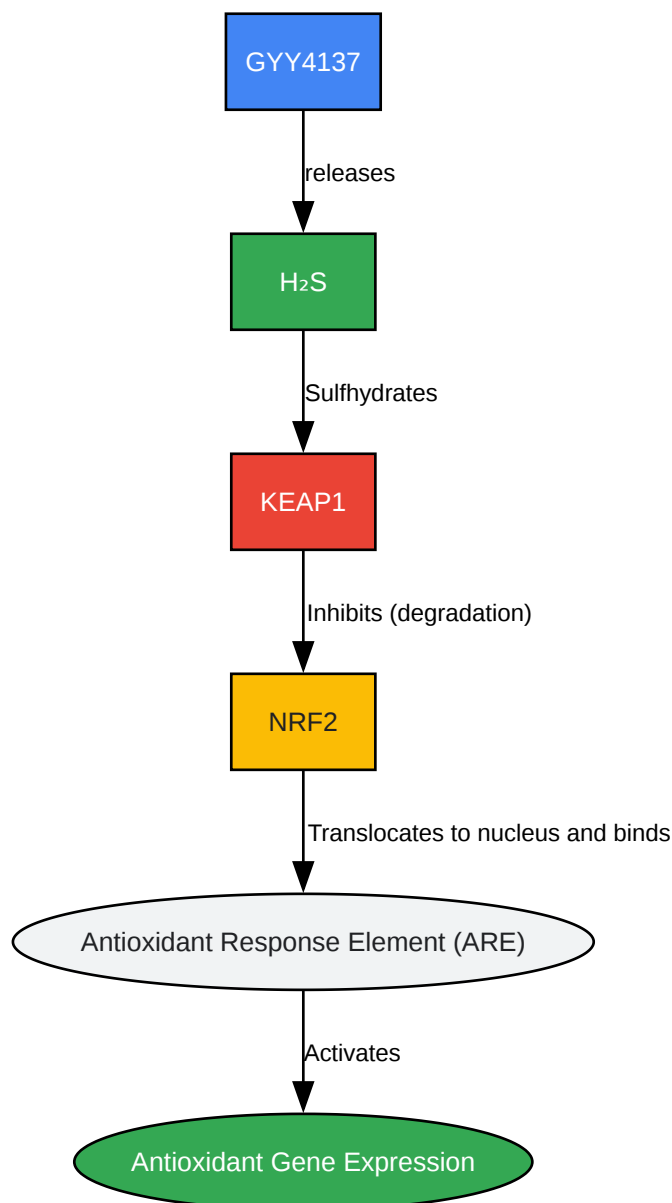 GYY4137
releases
H₂S
Sulfhydrates
KEAP1
Inhibits (degradation)
NRF2
Translocates to nucleus and binds
Antioxidant Response Element (ARE)
Activates
Antioxidant Gene Expression